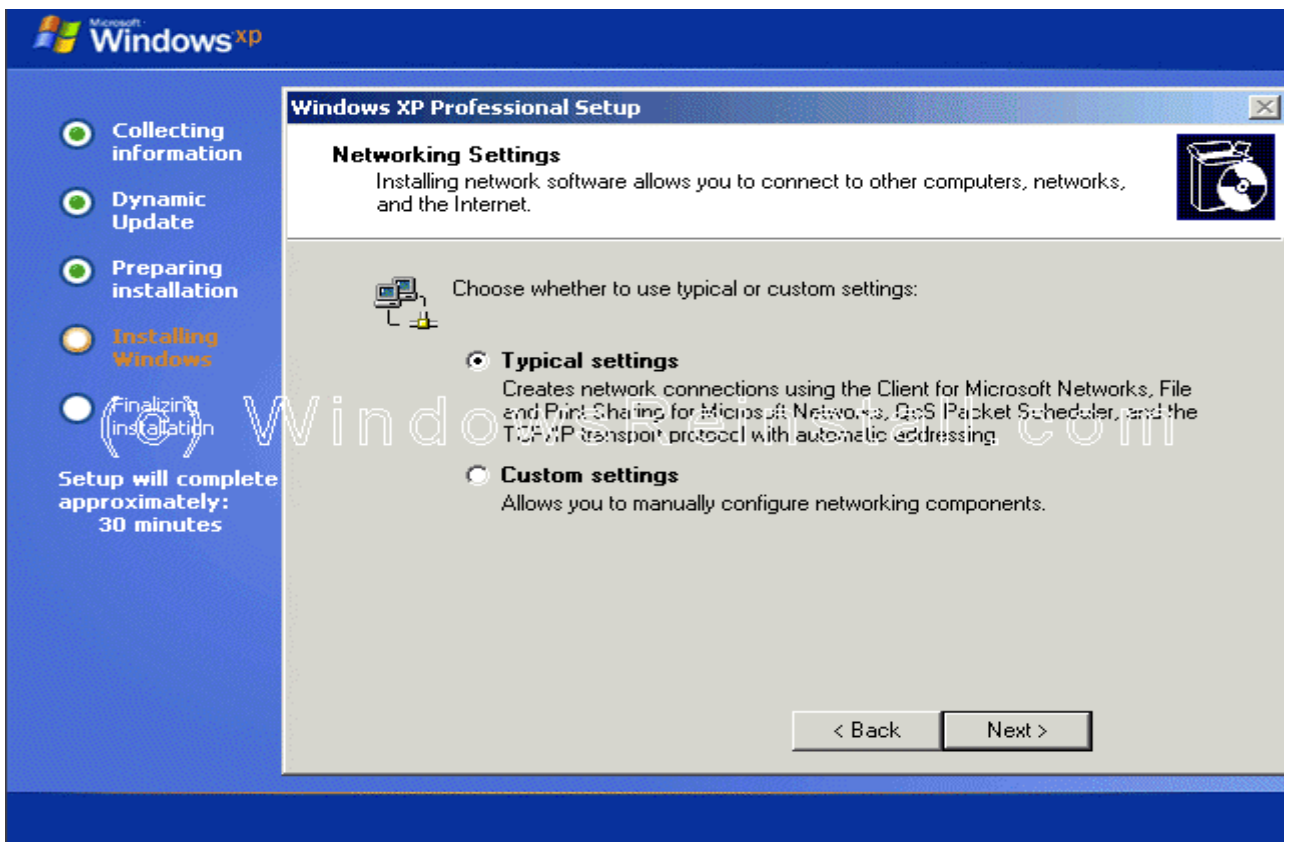 Microsoft
Windows xp
Windows XP Professional Setup
Collecting
information
Dynamic
Update
Preparing
installation
Installing
Windows
Finalizing
installation
Setup will complete
approximately:
30 minutes
Networking Settings
Installing network software allows you to connect to other computers, networks,
and the Internet.
Choose whether to use typical or custom settings:
Typical settings
Creates network connections using the Client for Microsoft Networks, File
and Print Sharing for Microsoft Networks, QoS Packet Scheduler, and the
TCP/IP transport protocol with automatic addressing.
Custom settings
Allows you to manually configure networking components.
< Back
Next >
(c) WindowsReinstall.com